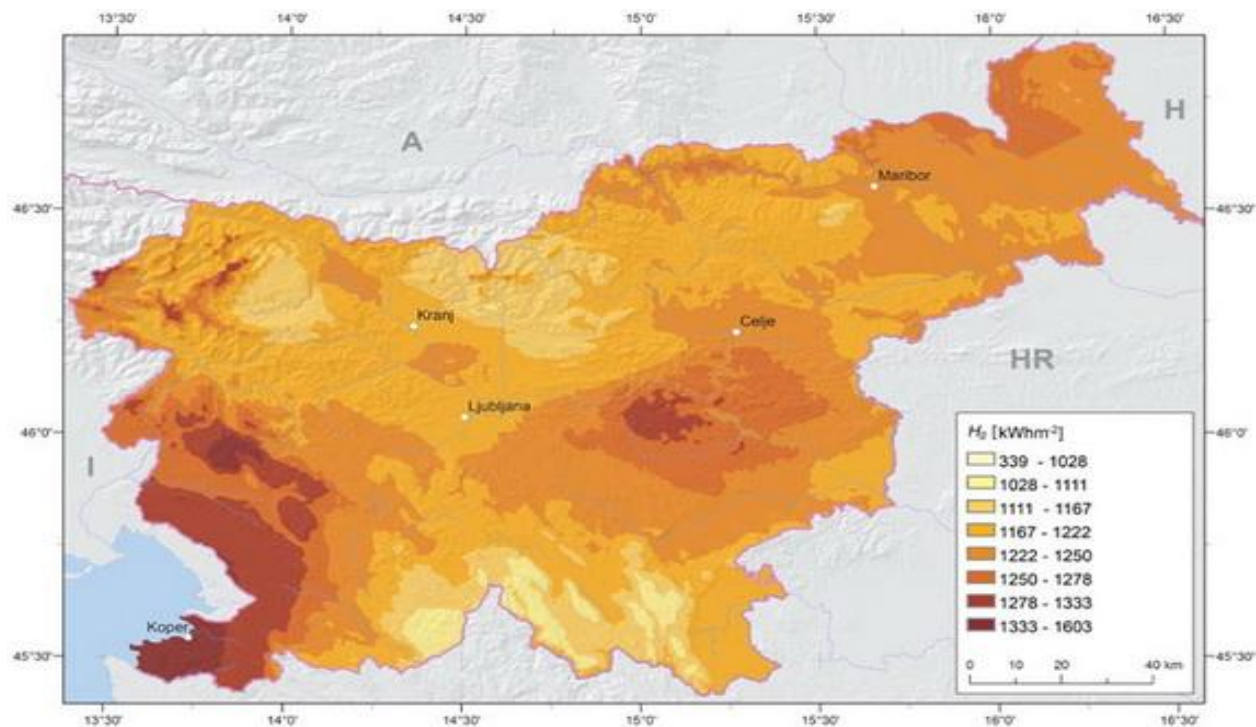 13°30' 14°0' 14°30' 15°0' 15°30' 16°0' 16°30'
H
A
Maribor
46°30' 46°30'
Kranj
Celje
HR
Ljubljana
46°0' 46°0'
I
Hg [kWhm-2]
339 - 1028
1028 - 1111
1111 - 1167
1167 - 1222
1222 - 1250
1250 - 1278
1278 - 1333
1333 - 1603
Koper
0 10 20 40 km
45°30' 45°30'
13°30' 14°0' 14°30' 15°0' 15°30' 16°0' 16°30'